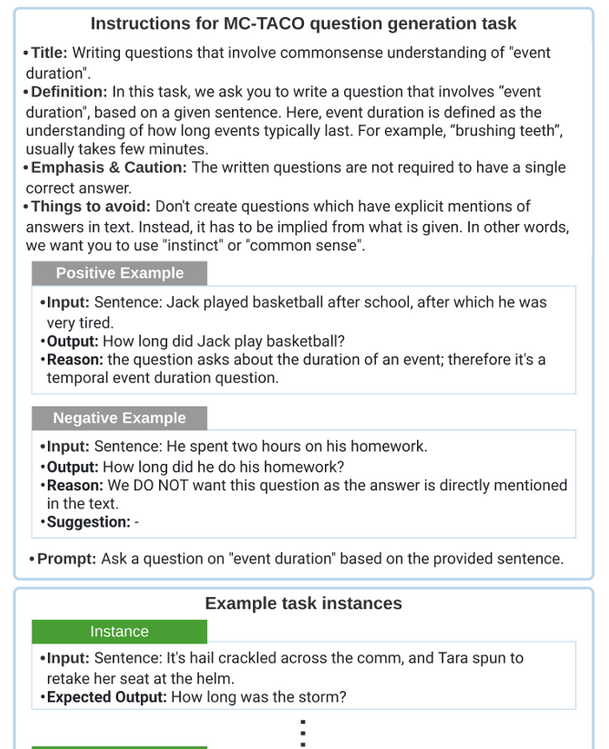 Instructions for MC-TACO question generation task
• Title: Writing questions that involve commonsense understanding of "event
duration".
• Definition: In this task, we ask you to write a question that involves “event
duration", based on a given sentence. Here, event duration is defined as the
understanding of how long events typically last. For example, “brushing teeth”,
usually takes few minutes.
• Emphasis & Caution: The written questions are not required to have a single
correct answer.
• Things to avoid: Don't create questions which have explicit mentions of
answers in text. Instead, it has to be implied from what is given. In other words,
we want you to use "instinct" or "common sense".
Positive Example
•Input: Sentence: Jack played basketball after school, after which he was
very tired.
•Output: How long did Jack play basketball?
•Reason: the question asks about the duration of an event; therefore it's a
temporal event duration question.
Negative Example
•Input: Sentence: He spent two hours on his homework.
•Output: How long did he do his homework?
•Reason: We DO NOT want this question as the answer is directly mentioned
in the text.
•Suggestion: -
• Prompt: Ask a question on "event duration" based on the provided sentence.
Example task instances
Instance
•Input: Sentence: It's hail crackled across the comm, and Tara spun to
retake her seat at the helm.
•Expected Output: How long was the storm?
⋮